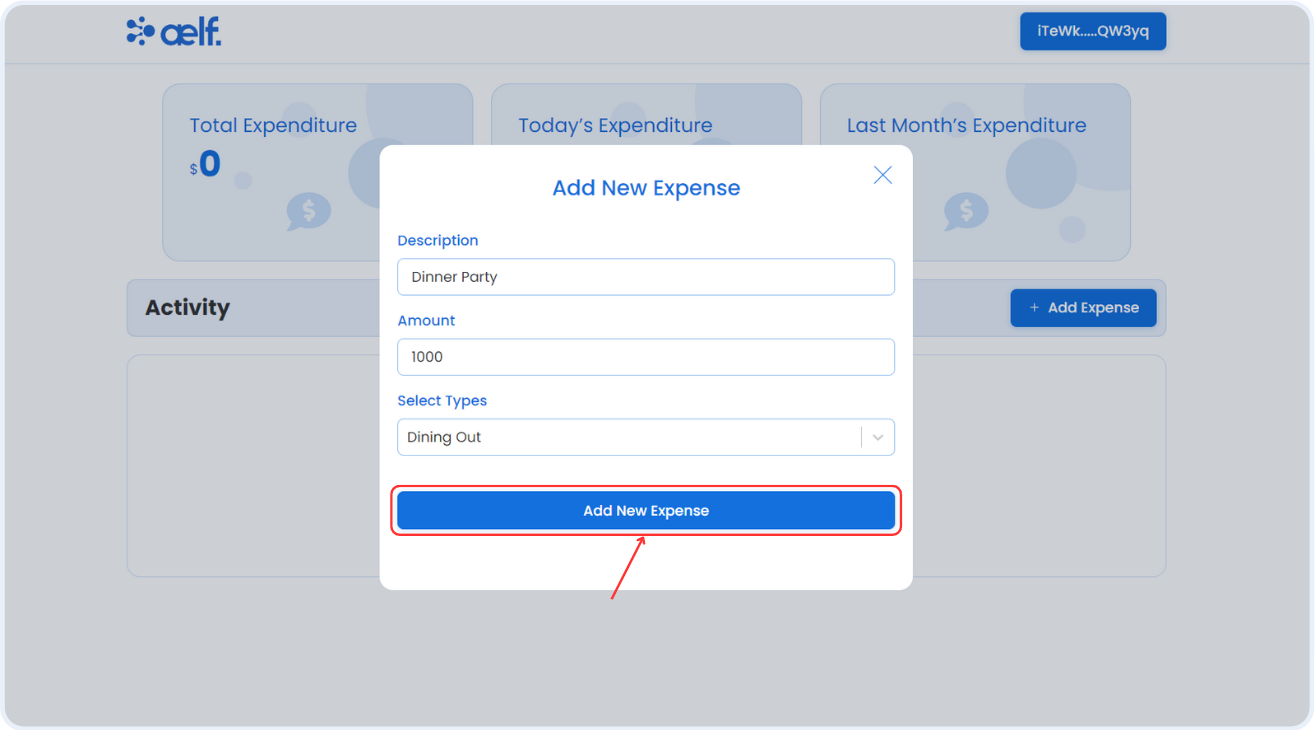 ælf.
iTeWk.....QW3yq
Total Expenditure
$0
Today's Expenditure
Last Month's Expenditure
$
$
Add New Expense
Description
Dinner Party
Amount
1000
Select Types
Dining Out
Add New Expense
Activity
+ Add Expense